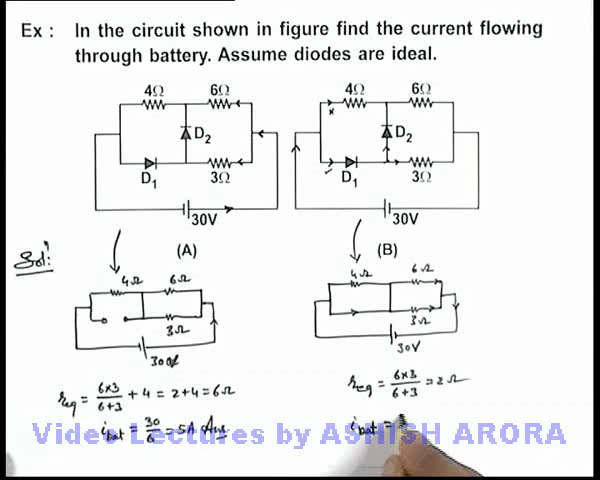 Ex : In the circuit shown in figure find the current flowing
through battery. Assume diodes are ideal.
4Ω 6Ω 4Ω 6Ω
D₂ D₂
D₁ 3Ω D₁ 3Ω
30V 30V
(A) (B)
Sol:
4Ω 6Ω 4Ω 6Ω
3Ω 3Ω
30V 30V
req = 6×3/6+3 + 4 = 2+4 = 6Ω req = 6×3/6+3 = 2Ω
ibat = 30/6 = 5A Ans ibat =
Video Lectures by ASHISH ARORA